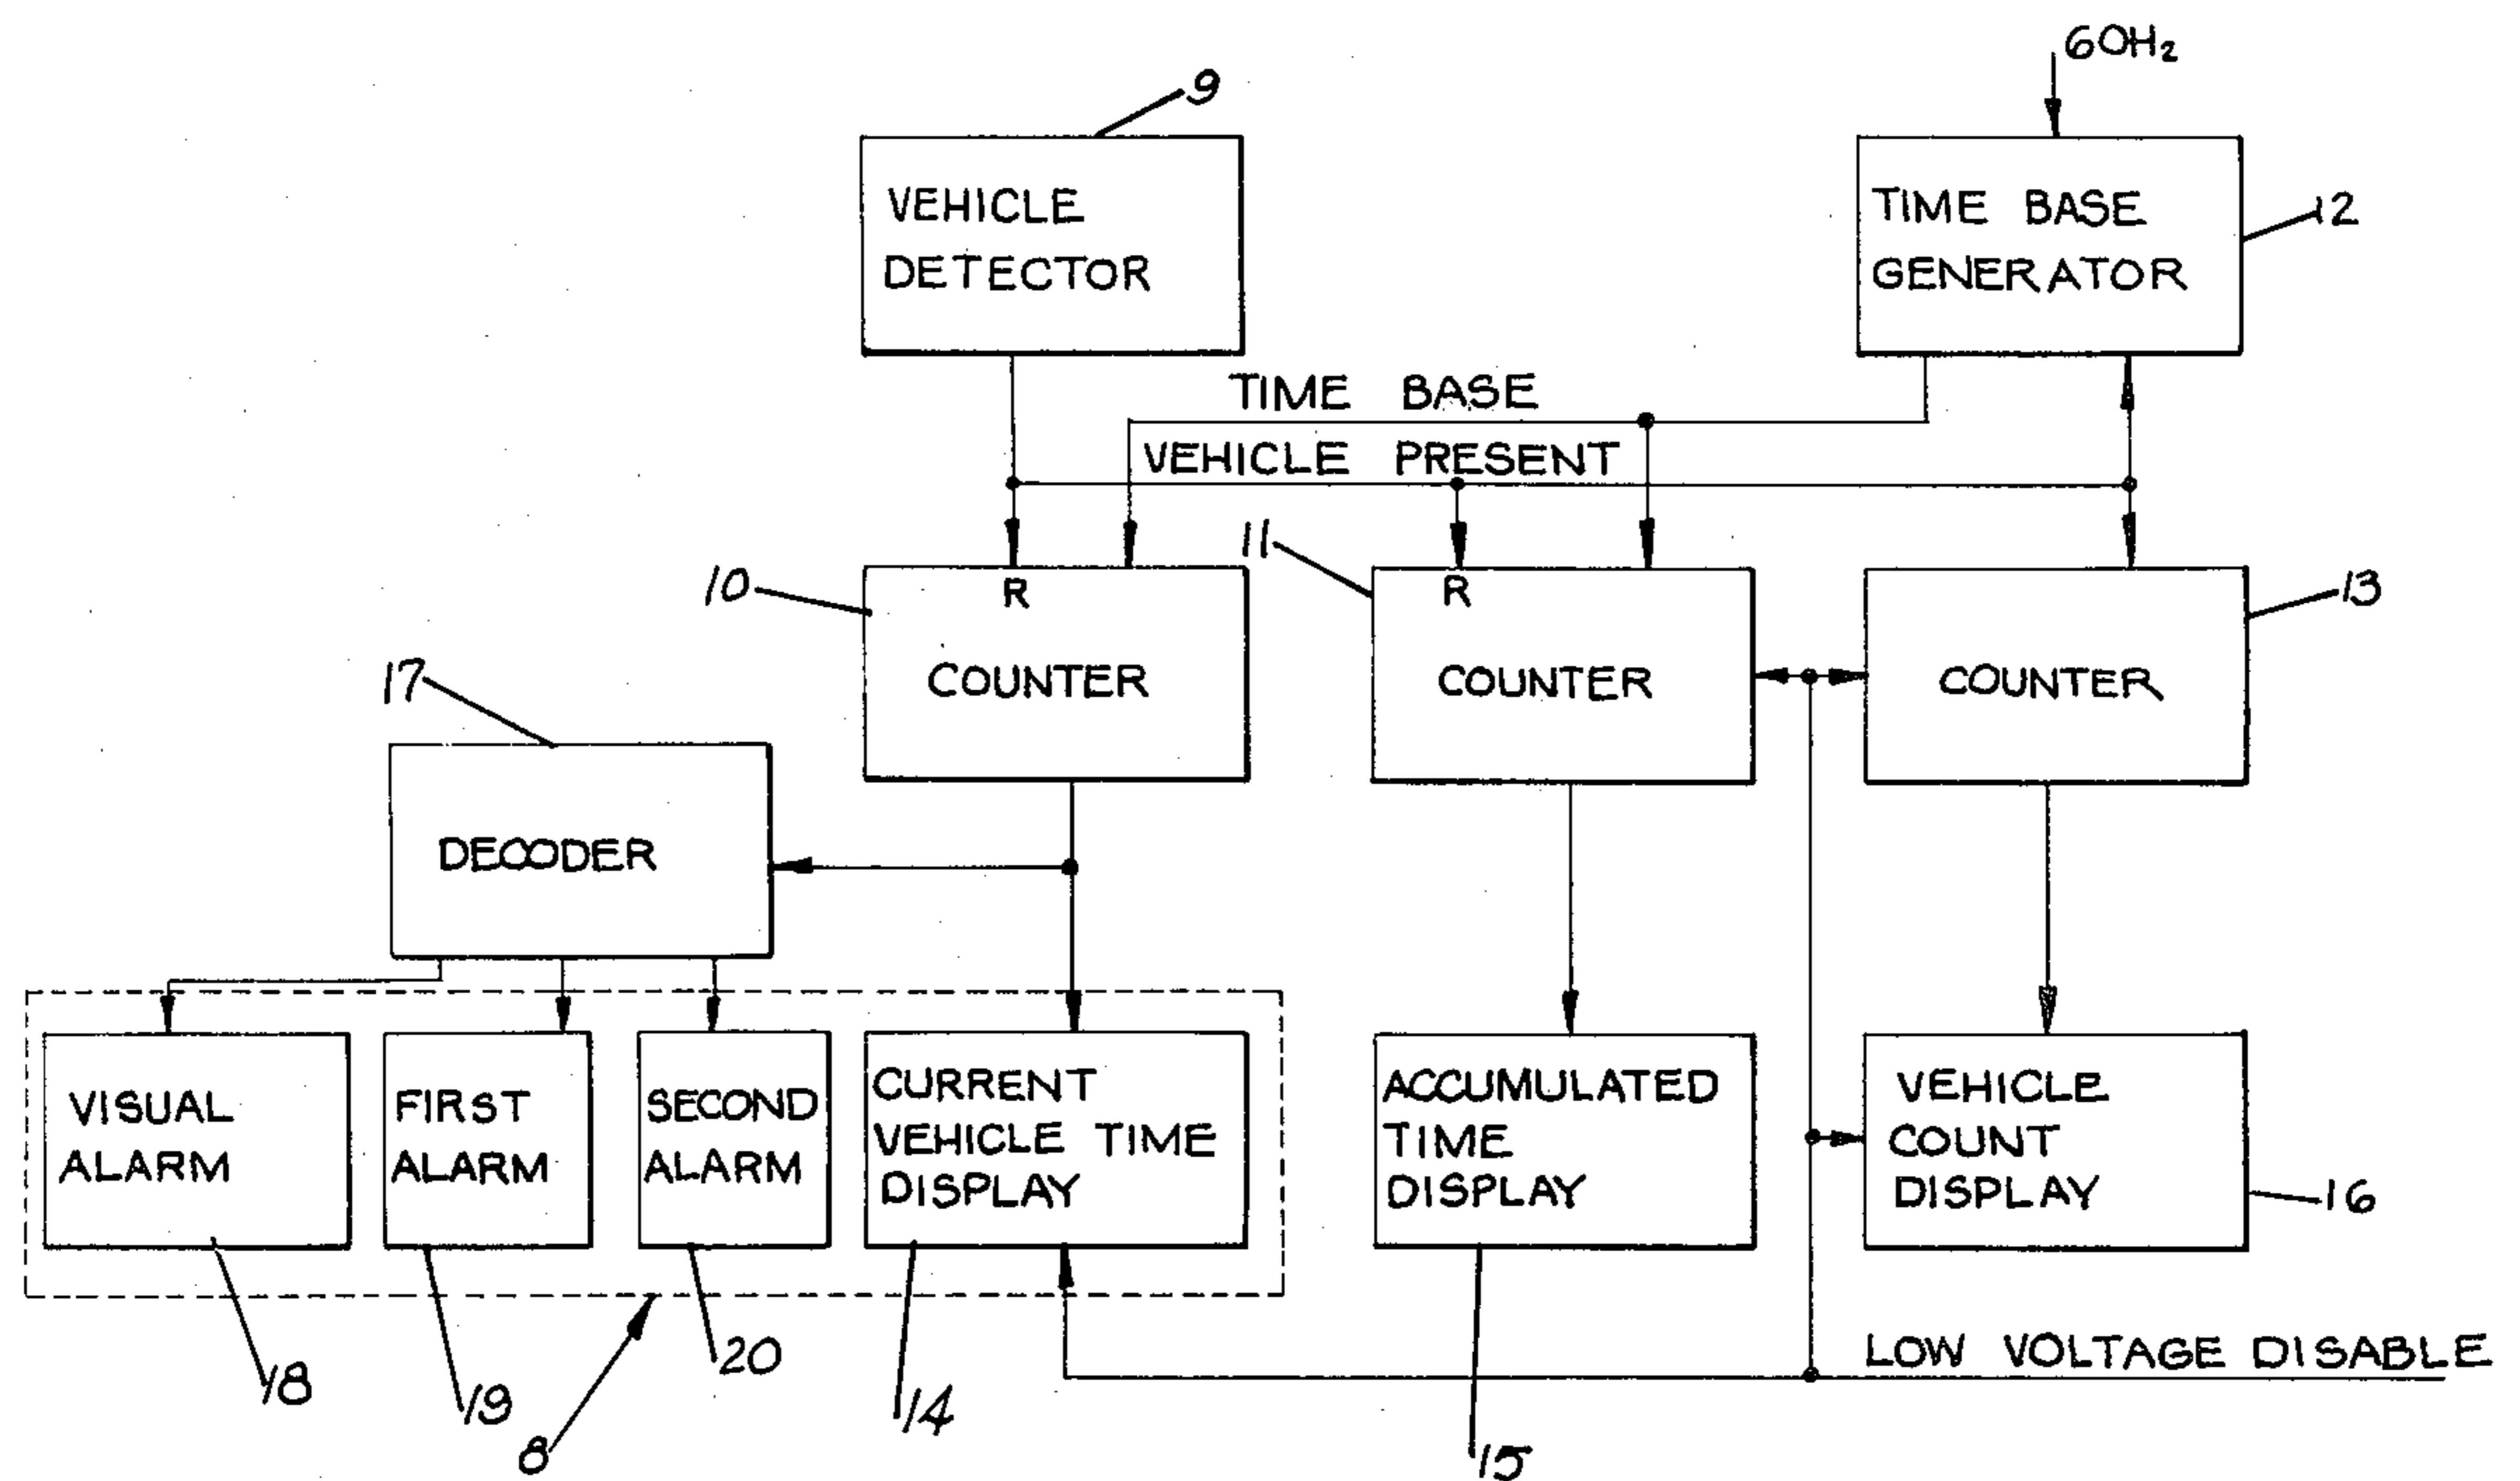 60H₂
9
VEHICLE
DETECTOR
TIME BASE
GENERATOR
12
TIME BASE
VEHICLE PRESENT
11
10
R
COUNTER
R
COUNTER
COUNTER
13
17
DECODER
VISUAL
ALARM
FIRST
ALARM
SECOND
ALARM
CURRENT
VEHICLE TIME
DISPLAY
ACCUMULATED
TIME
DISPLAY
VEHICLE
COUNT
DISPLAY
16
LOW VOLTAGE DISABLE
18
19
20
8
14
15